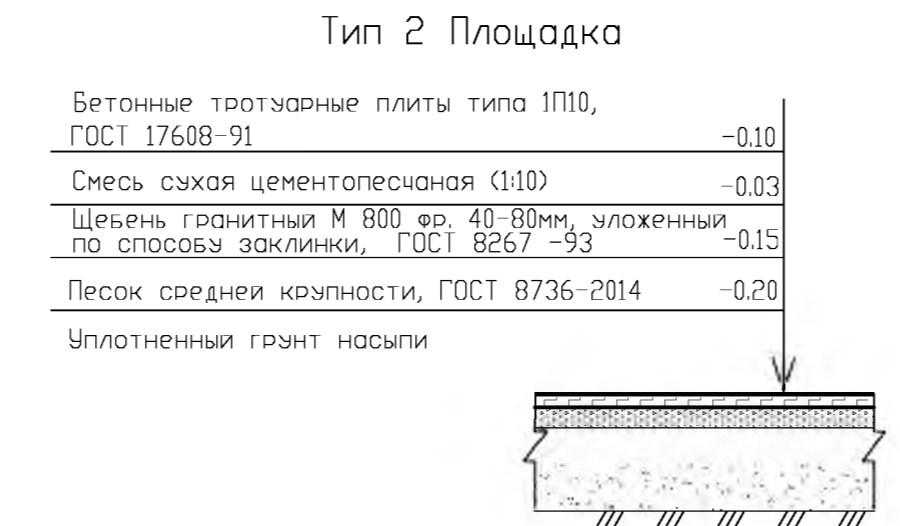 Тип 2 Площадка
Бетонные тротуарные плиты типа 1П10,
ГОСТ 17608-91 -0.10
Смесь сухая цементопесчаная (1:10) -0.03
Щебень гранитный М 800 фр. 40-80мм, уложенный
по способу заклинки, ГОСТ 8267 -93 -0.15
Песок средней крупности, ГОСТ 8736-2014 -0.20
Уплотненный грунт насыпи